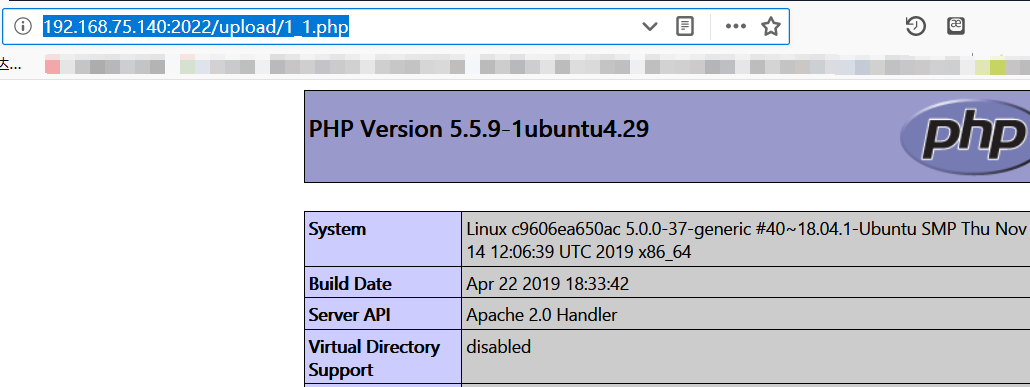 192.168.75.140:2022/upload/1_1.php
达...
PHP Version 5.5.9-1ubuntu4.29
php
System
Linux c9606ea650ac 5.0.0-37-generic #40~18.04.1-Ubuntu SMP Thu Nov
14 12:06:39 UTC 2019 x86_64
Build Date
Apr 22 2019 18:33:42
Server API
Apache 2.0 Handler
Virtual Directory
Support
disabled